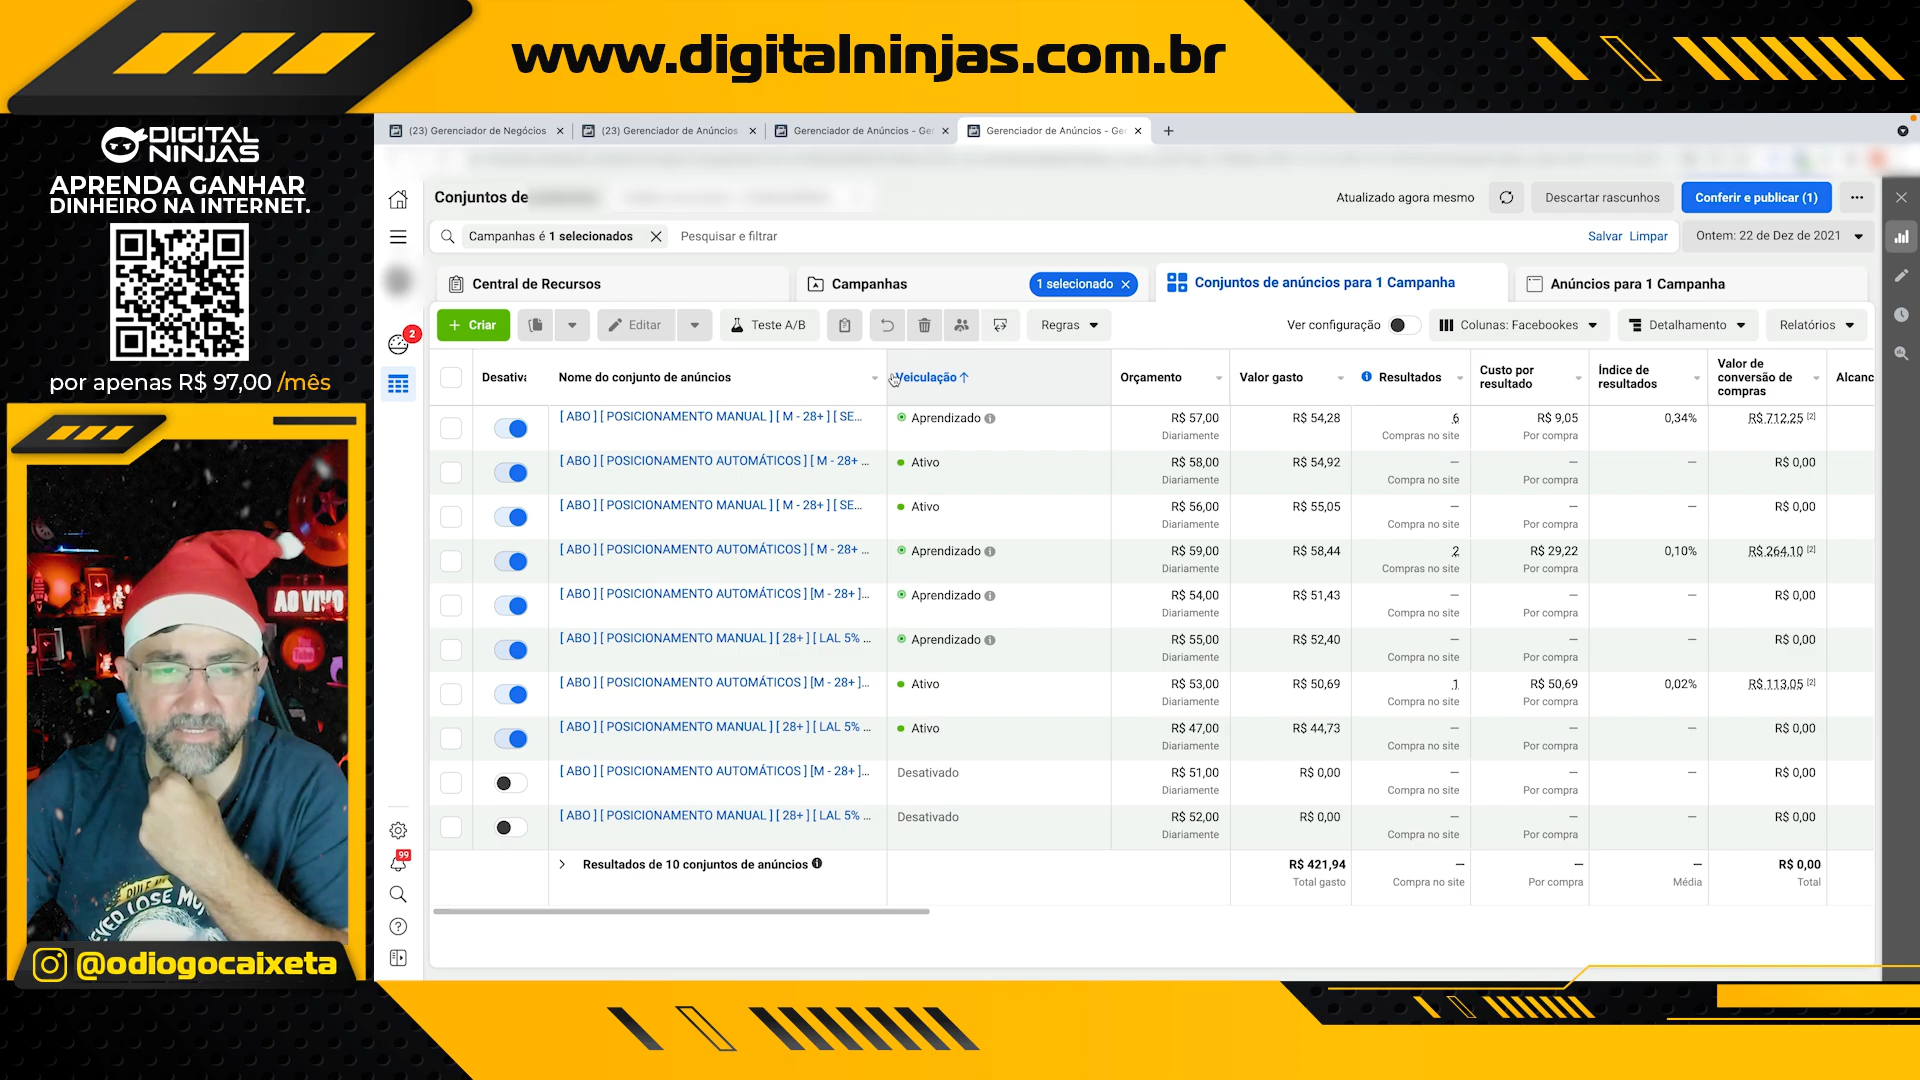 www.digitalninjas.com.br
DIGITAL
NINJAS
APRENDA GANHAR
DINHEIRO NA INTERNET.
por apenas R$ 97,00 /mês
AO VIVO
You
Tube
RULE
EVER LOSE MO
@odiogocaixeta
(23) Gerenciador de Negócios
(23) Gerenciador de Anúncios
Gerenciador de Anúncios - Ge
Gerenciador de Anúncios - Ge
Conjuntos de
Atualizado agora mesmo
Descartar rascunhos
Conferir e publicar (1)
Campanhas é 1 selecionados
Pesquisar e filtrar
Salvar Limpar
Ontem: 22 de Dez de 2021
Central de Recursos
Campanhas
1 selecionado
Conjuntos de anúncios para 1 Campanha
Anúncios para 1 Campanha
2
+ Criar
Editar
Teste A/B
Regras
Ver configuração
Colunas: Facebookes
Detalhamento
Relatórios
Desativa Nome do conjunto de anúncios Veiculação ↑ Orçamento Valor gasto Resultados Custo por resultado Índice de resultados Valor de conversão de compras Alcanc
[ ABO ] [ POSICIONAMENTO MANUAL ] [ M - 28+ ] [ SE... Aprendizado R$ 57,00 R$ 54,28 6 R$ 9,05 0,34% R$ 712,25 [2]
Diariamente Compras no site Por compra
[ ABO ] [ POSICIONAMENTO AUTOMÁTICOS ] [ M - 28+ ... Ativo R$ 58,00 R$ 54,92 — — — R$ 0,00
Diariamente Compra no site Por compra
[ ABO ] [ POSICIONAMENTO MANUAL ] [ M - 28+ ] [ SE... Ativo R$ 56,00 R$ 55,05 — — — R$ 0,00
Diariamente Compra no site Por compra
[ ABO ] [ POSICIONAMENTO AUTOMÁTICOS ] [ M - 28+ ... Aprendizado R$ 59,00 R$ 58,44 2 R$ 29,22 0,10% R$ 264,10 [2]
Diariamente Compras no site Por compra
[ ABO ] [ POSICIONAMENTO AUTOMÁTICOS ] [M - 28+ ]... Aprendizado R$ 54,00 R$ 51,43 — — — R$ 0,00
Diariamente Compra no site Por compra
[ ABO ] [ POSICIONAMENTO MANUAL ] [ 28+ ] [ LAL 5% ... Aprendizado R$ 55,00 R$ 52,40 — — — R$ 0,00
Diariamente Compra no site Por compra
[ ABO ] [ POSICIONAMENTO AUTOMÁTICOS ] [M - 28+ ]... Ativo R$ 53,00 R$ 50,69 1 R$ 50,69 0,02% R$ 113,05 [2]
Diariamente Compra no site Por compra
[ ABO ] [ POSICIONAMENTO MANUAL ] [ 28+ ] [ LAL 5% ... Ativo R$ 47,00 R$ 44,73 — — — R$ 0,00
Diariamente Compra no site Por compra
[ ABO ] [ POSICIONAMENTO AUTOMÁTICOS ] [M - 28+ ]... Desativado R$ 51,00 R$ 0,00 — — — R$ 0,00
Diariamente Compra no site Por compra
[ ABO ] [ POSICIONAMENTO MANUAL ] [ 28+ ] [ LAL 5% ... Desativado R$ 52,00 R$ 0,00 — — — R$ 0,00
Diariamente Compra no site Por compra
Resultados de 10 conjuntos de anúncios R$ 421,94 — — — R$ 0,00
Total gasto Compra no site Por compra Média Total
99